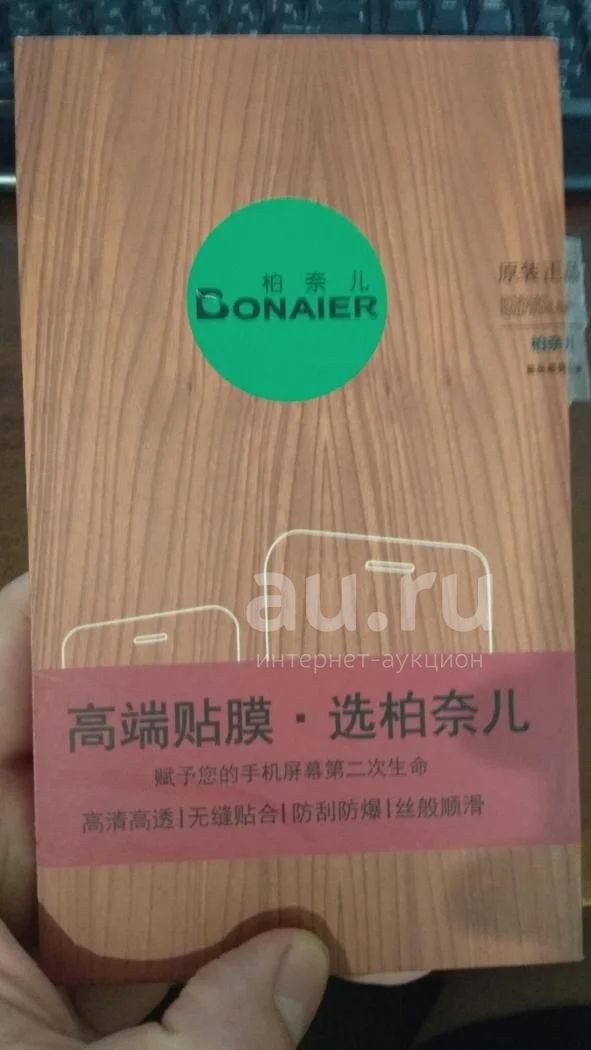 柏奈儿
BONAIER
原装正品
柏奈儿
au.ru
интернет-аукцион
高端贴膜·选柏奈儿
赋予您的手机屏幕第二次生命
高清高透|无缝贴合|防刮防爆|丝般顺滑